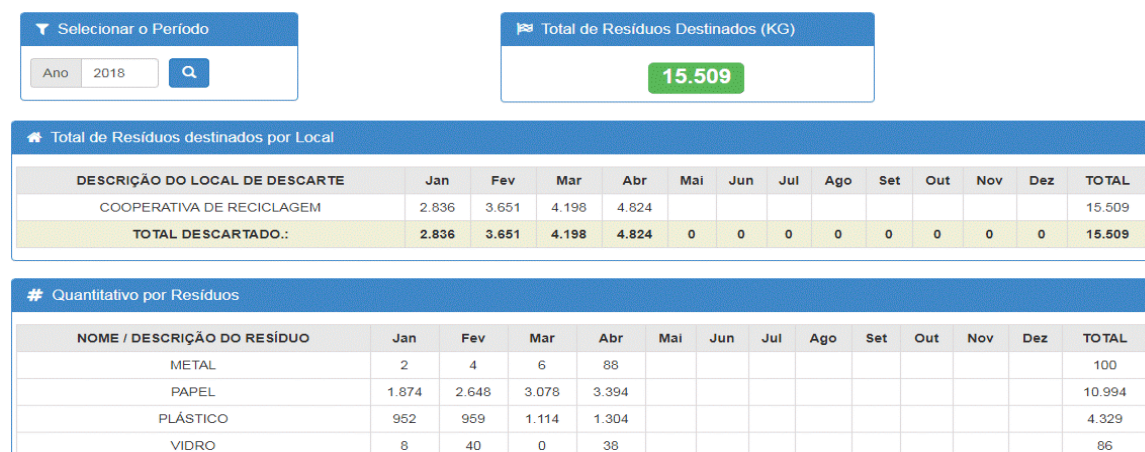 Selecionar o Período
Ano 2018
Total de Resíduos Destinados (KG)
15.509
Total de Resíduos destinados por Local
DESCRIÇÃO DO LOCAL DE DESCARTE Jan Fev Mar Abr Mai Jun Jul Ago Set Out Nov Dez TOTAL
COOPERATIVA DE RECICLAGEM 2.836 3.651 4.198 4.824 15.509
TOTAL DESCARTADO.: 2.836 3.651 4.198 4.824 0 0 0 0 0 0 0 0 15.509
# Quantitativo por Resíduos
NOME / DESCRIÇÃO DO RESÍDUO Jan Fev Mar Abr Mai Jun Jul Ago Set Out Nov Dez TOTAL
METAL 2 4 6 88 100
PAPEL 1.874 2.648 3.078 3.394 10.994
PLÁSTICO 952 959 1.114 1.304 4.329
VIDRO 8 40 0 38 86